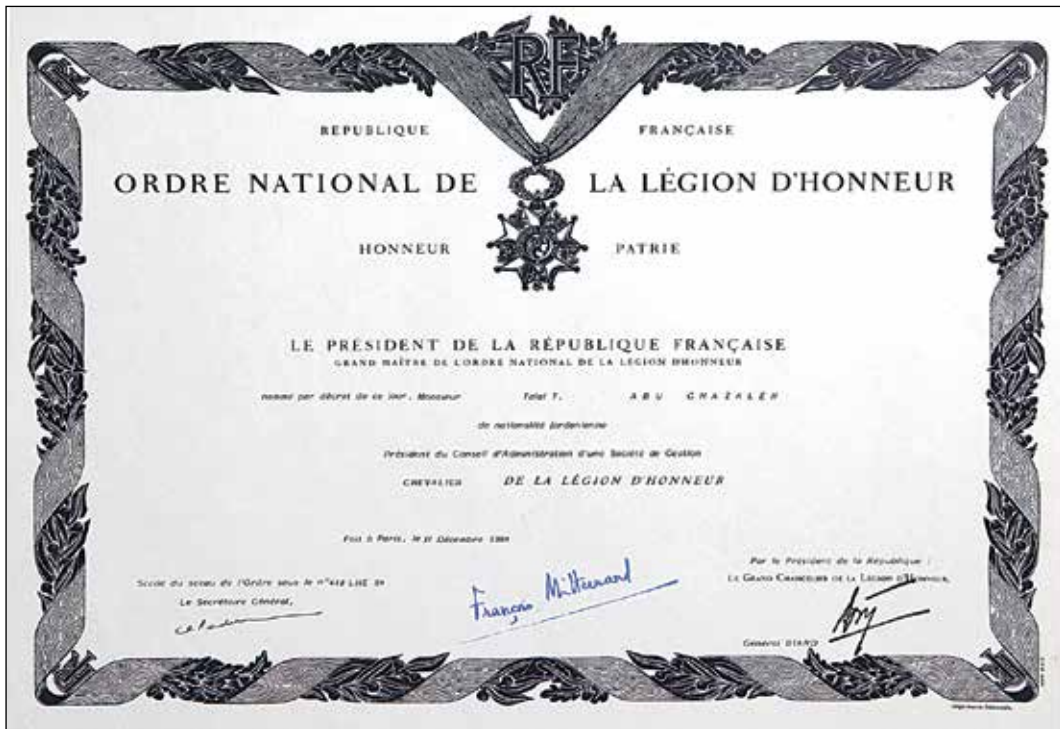 RF
REPUBLIQUE FRANÇAISE
ORDRE NATIONAL DE LA LÉGION D'HONNEUR
HONNEUR PATRIE
LE PRÉSIDENT DE LA RÉPUBLIQUE FRANÇAISE
GRAND MAÎTRE DE L'ORDRE NATIONAL DE LA LÉGION D'HONNEUR
nomme par décret de ce jour, Monsieur Talal T. ABU GHAZALEH
de nationalité Jordanienne
Président du Conseil d'Administration d'une Société de Gestion
CHEVALIER DE LA LÉGION D'HONNEUR
Fait à Paris, le Décembre
Scellé du sceau de l'Ordre sous le n°
Le Secrétaire Général,
François Mitterrand
Par le Président de la République :
LE GRAND CHANCELIER DE LA LÉGION D'HONNEUR,
Général BIARD
Imprimerie Nationale.